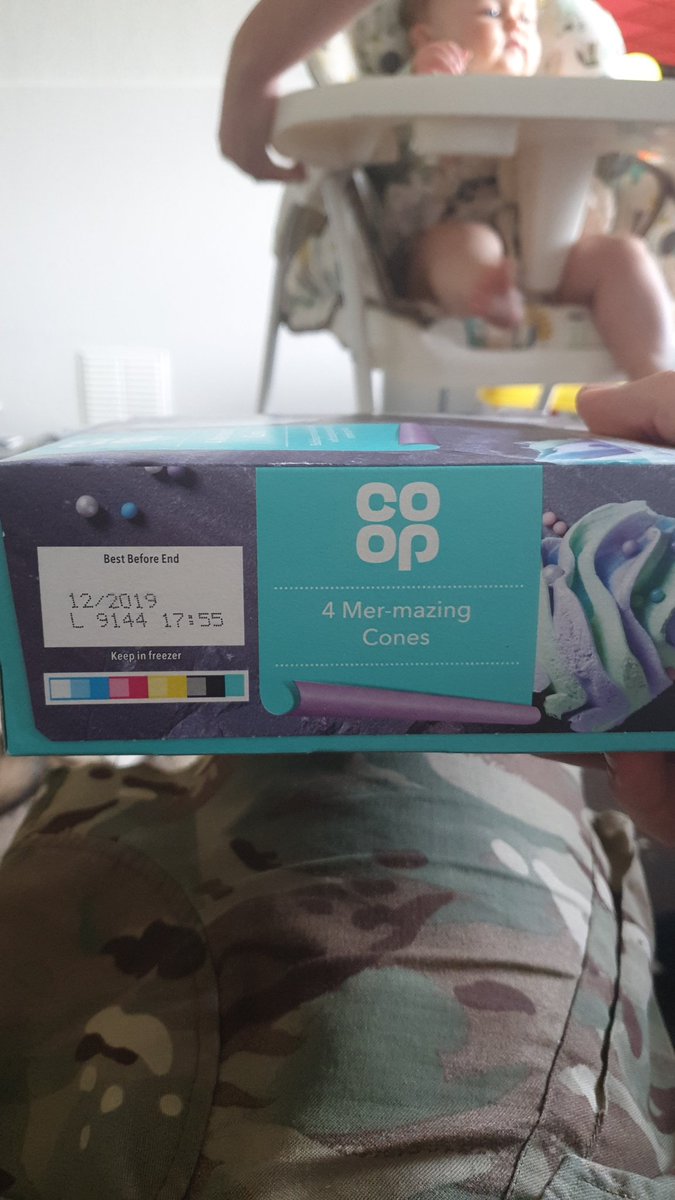 Best Before End
12/2019
L 9144 17:55
Keep in freezer
CO
OP
4 Mer-mazing
Cones